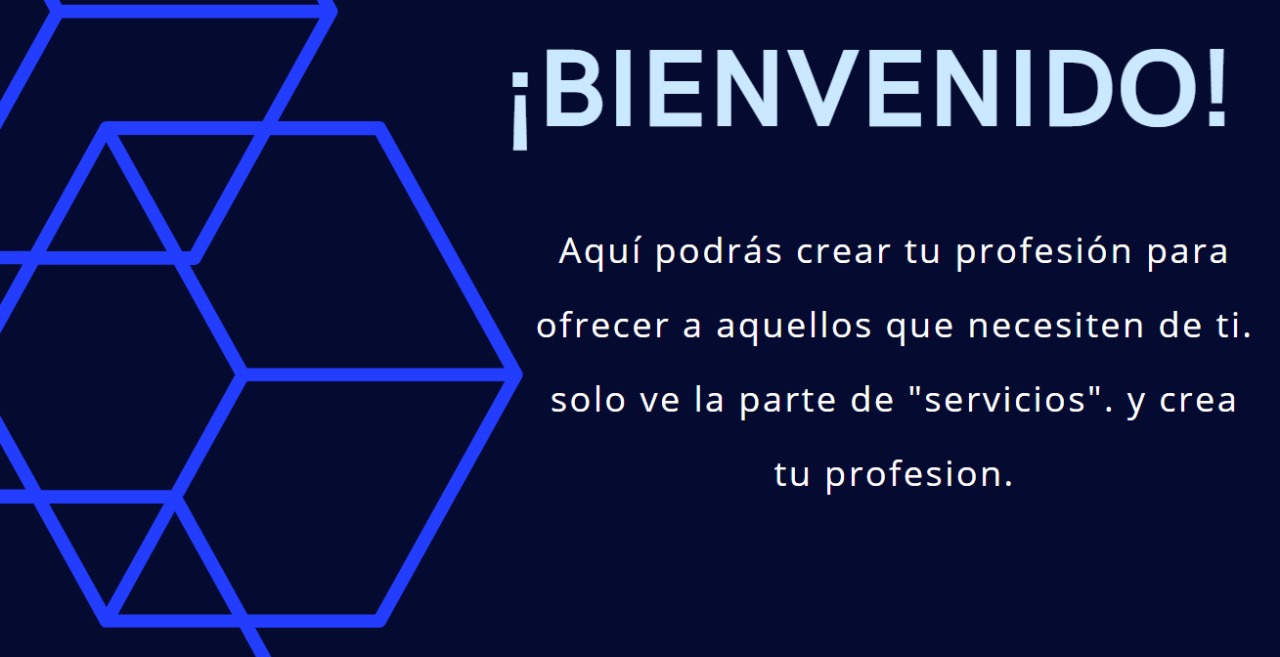 ¡BIENVENIDO!
Aquí podrás crear tu profesión para
ofrecer a aquellos que necesiten de ti.
solo ve la parte de "servicios". y crea
tu profesion.